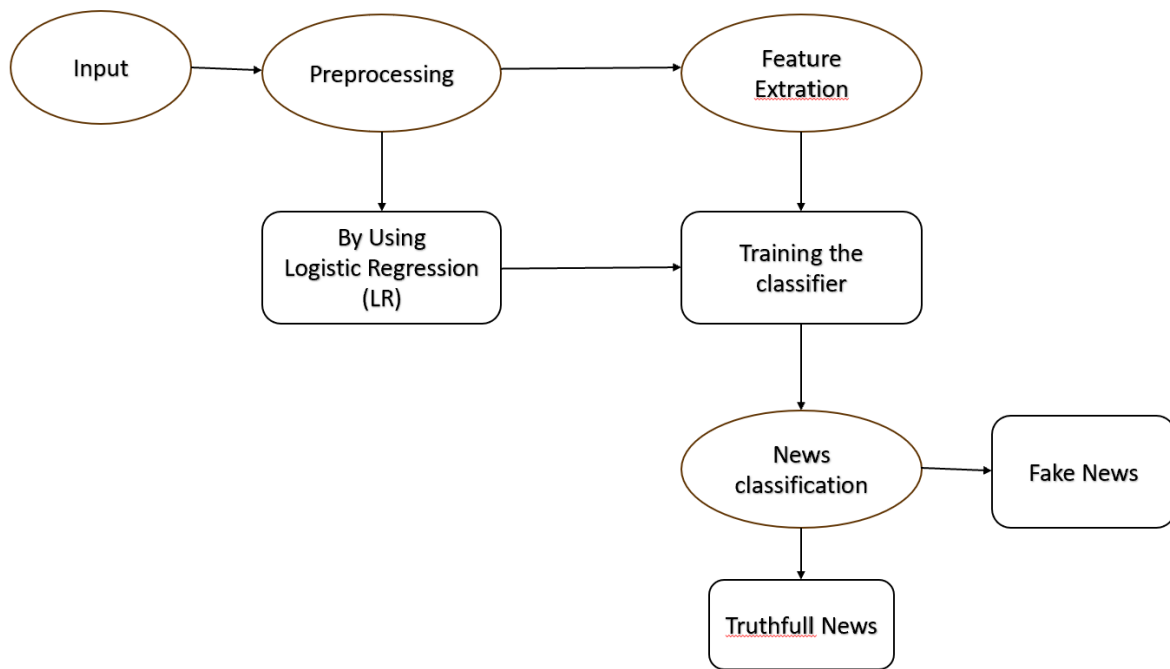 Input
Preprocessing
Feature
Extration
By Using
Logistic Regression
(LR)
Training the
classifier
News
classification
Fake News
Truthfull News